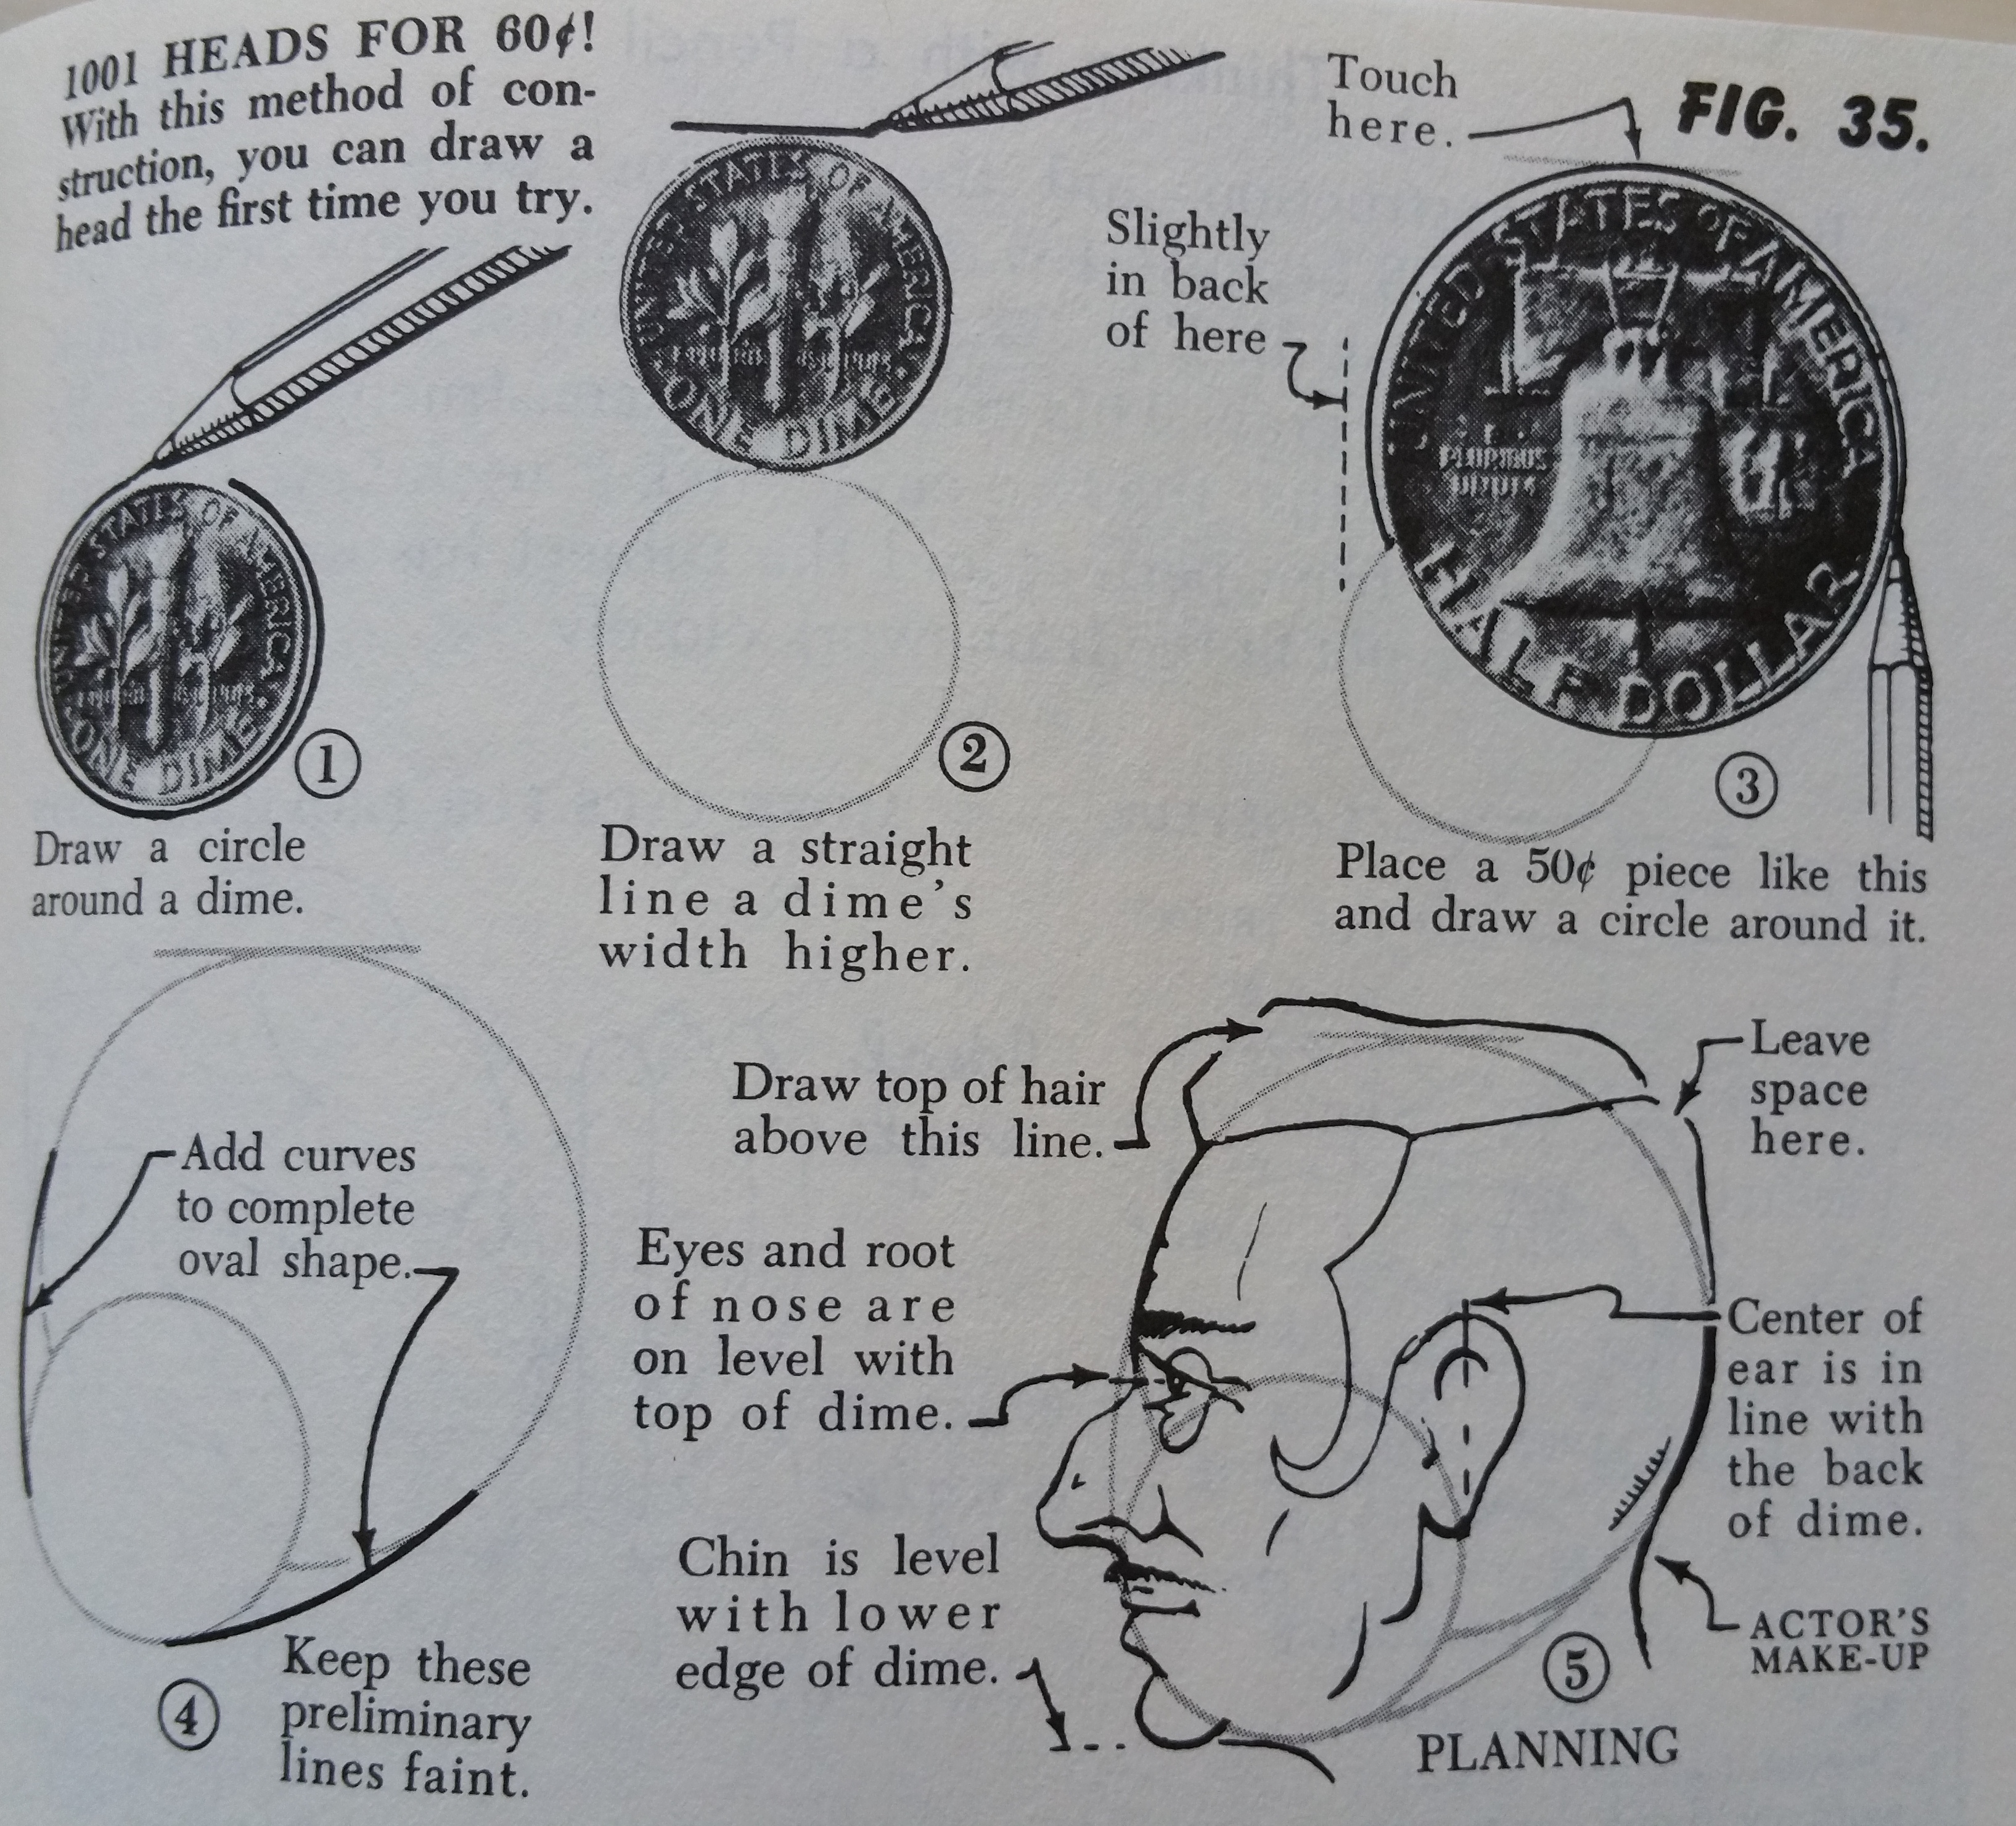 1001 HEADS FOR 60¢!
With this method of con-
struction, you can draw a
head the first time you try.
UNITED STATES OF AMERICA
ONE DIME
①
Draw a circle
around a dime.
UNITED STATES OF AMERICA
ONE DIME
②
Draw a straight
line a dime's
width higher.
FIG. 35.
Touch
here.
Slightly
in back
of here
UNITED STATES OF AMERICA
PLURIBUS
UNUM
HALF DOLLAR
③
Place a 50¢ piece like this
and draw a circle around it.
Add curves
to complete
oval shape.
④
Keep these
preliminary
lines faint.
Draw top of hair
above this line.
Leave
space
here.
Eyes and root
of nose are
on level with
top of dime.
Center of
ear is in
line with
the back
of dime.
Chin is level
with lower
edge of dime.
ACTOR'S
MAKE-UP
⑤
PLANNING